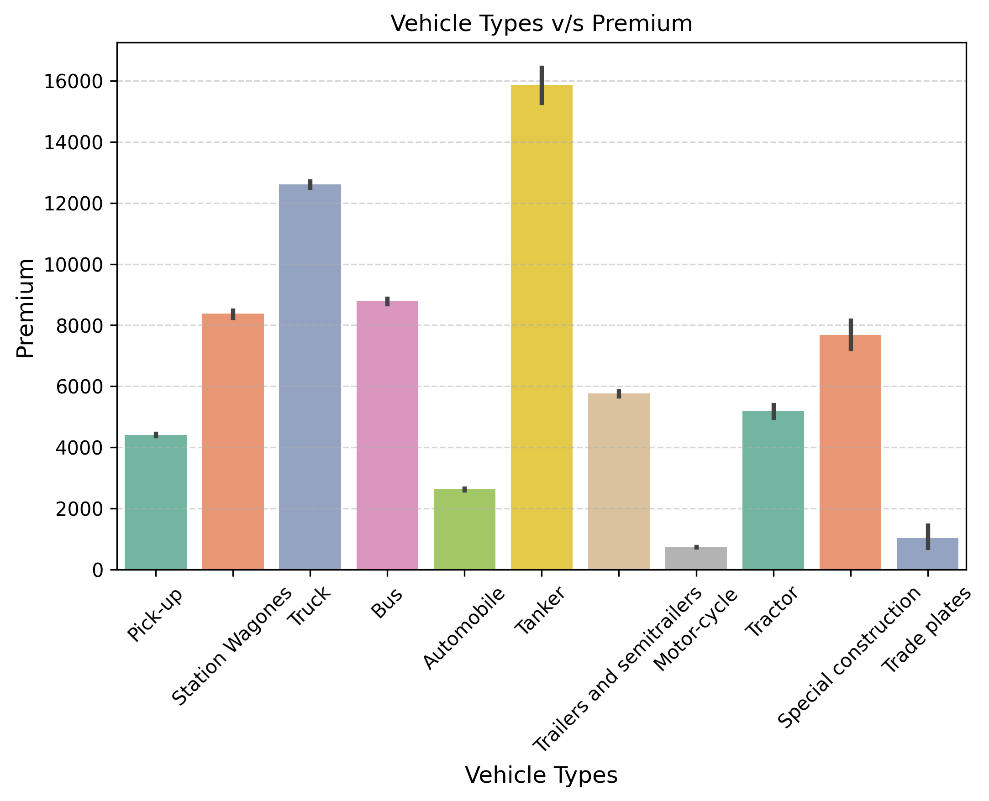 Vehicle Types v/s Premium
Premium
16000
14000
12000
10000
8000
6000
4000
2000
0
Pick-up
Station Wagones
Truck
Bus
Automobile
Tanker
Trailers and semitrailers
Motor-cycle
Tractor
Special construction
Trade plates
Vehicle Types